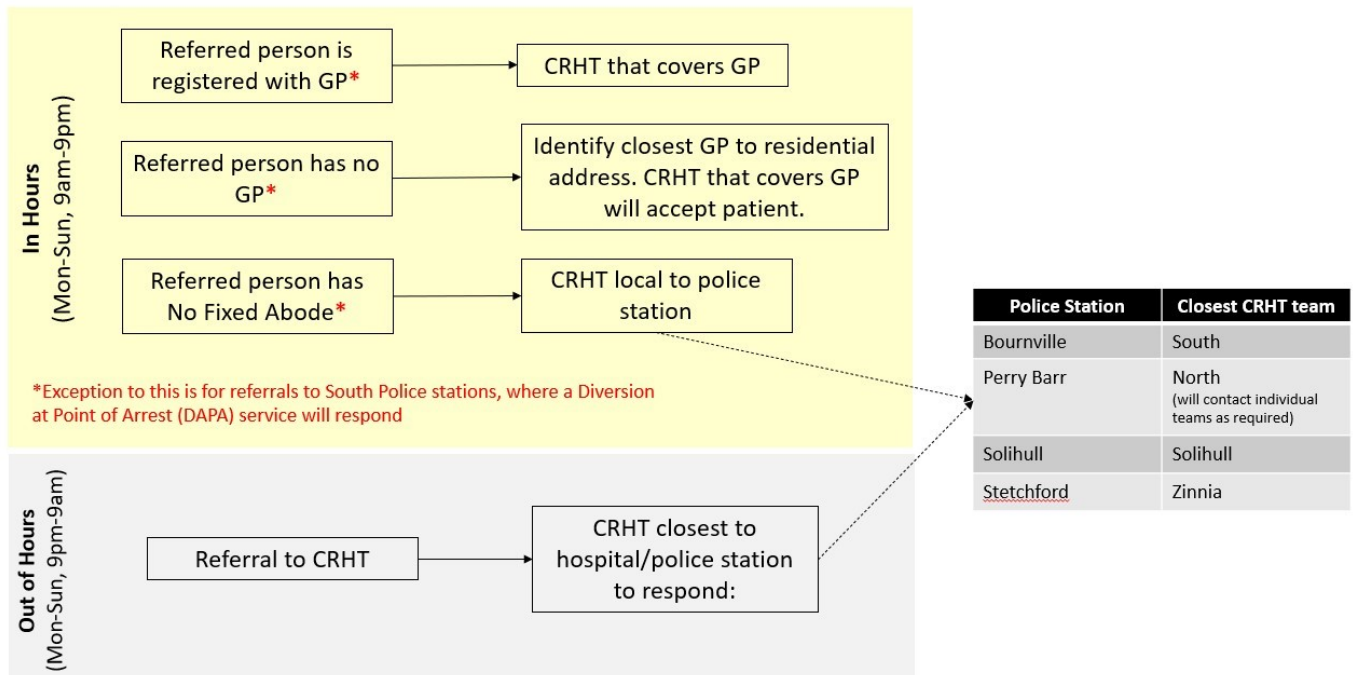 In Hours
(Mon-Sun, 9am-9pm)
Referred person is
registered with GP*
CRHT that covers GP
Referred person has no
GP*
Identify closest GP to residential
address. CRHT that covers GP
will accept patient.
Referred person has
No Fixed Abode*
CRHT local to police
station
*Exception to this is for referrals to South Police stations, where a Diversion
at Point of Arrest (DAPA) service will respond
Out of Hours
(Mon-Sun, 9pm-9am)
Referral to CRHT
CRHT closest to
hospital/police station
to respond:
Police Station Closest CRHT team
Bournville South
Perry Barr North
(will contact individual
teams as required)
Solihull Solihull
Stetchford Zinnia